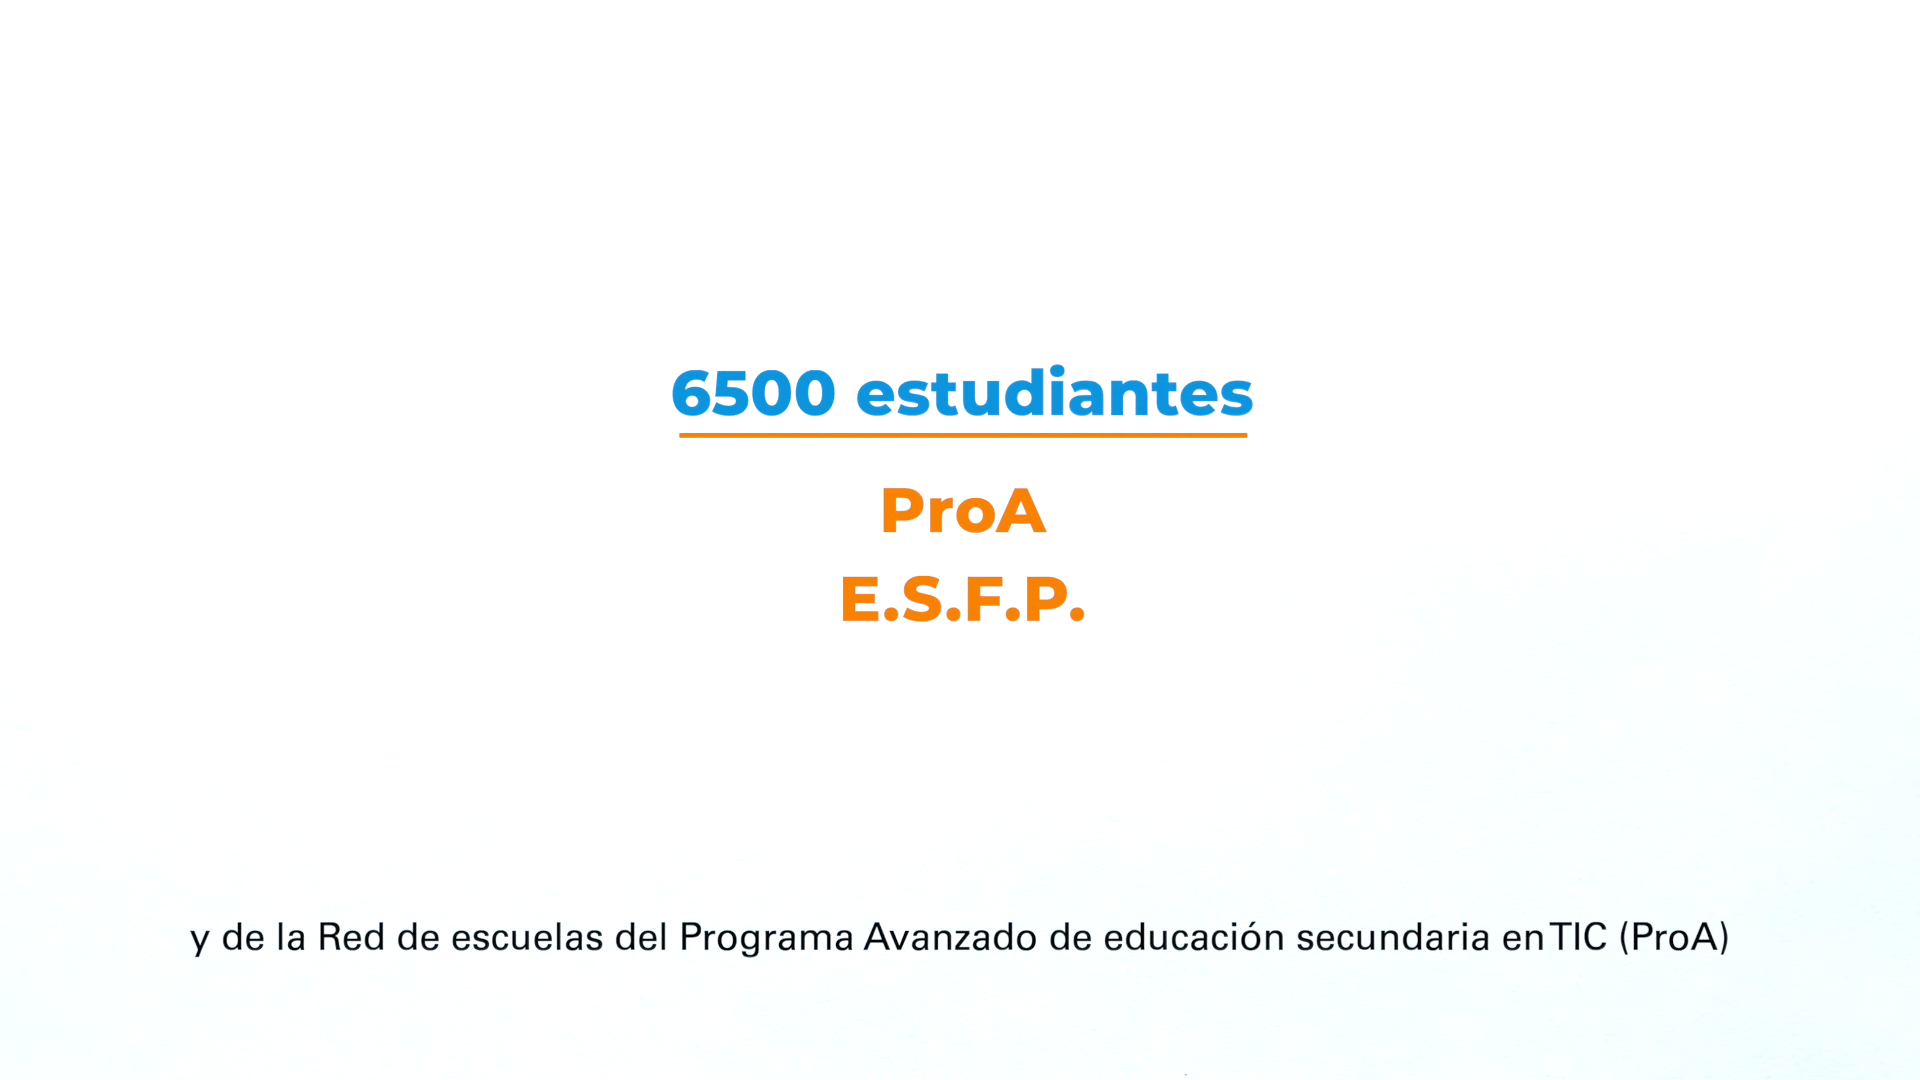 6500 estudiantes
ProA
E.S.F.P.
y de la Red de escuelas del Programa Avanzado de educación secundaria en TIC (ProA)